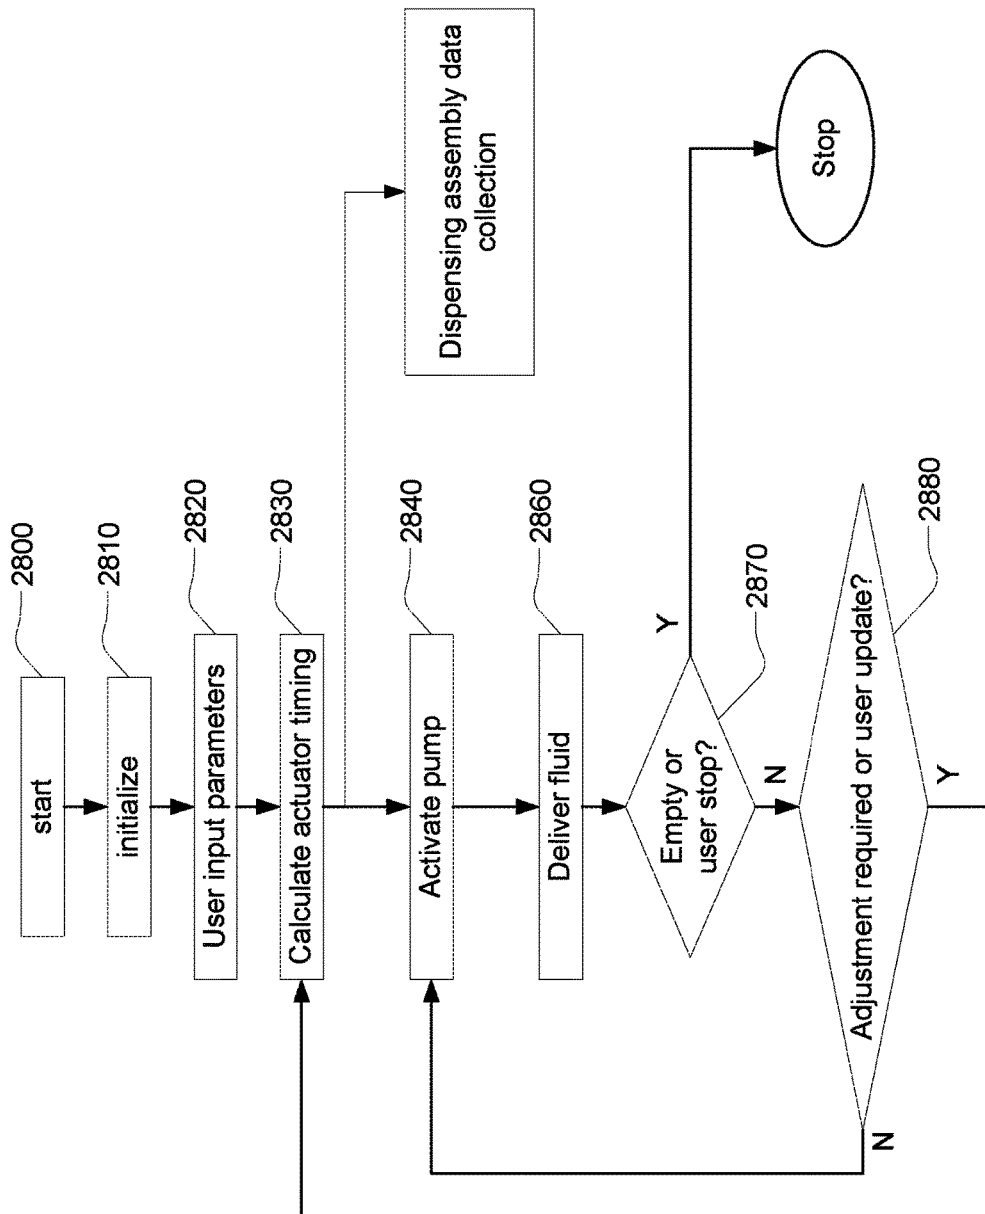 start
2800
initialize
2810
User input parameters
2820
Calculate actuator timing
2830
Dispensing assembly data
collection
Activate pump
2840
Deliver fluid
2860
Empty or
user stop?
2870
Y
N
Stop
Adjustment required or user update?
2880
N
Y